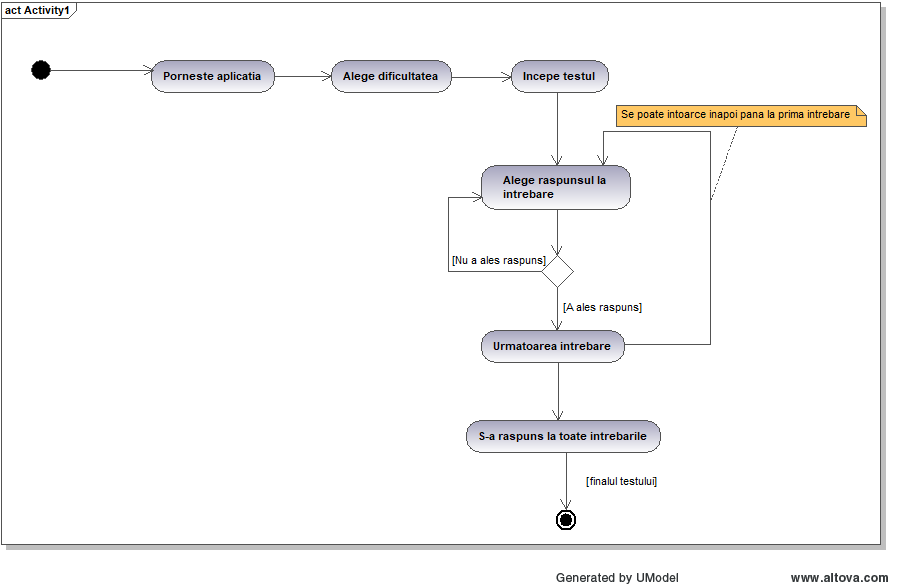 act Activity1
Porneste aplicatia
Alege dificultatea
Incepe testul
Se poate intoarce inapoi pana la prima intrebare
Alege raspunsul la
intrebare
[Nu a ales raspuns]
[A ales raspuns]
Urmatoarea intrebare
S-a raspuns la toate intrebarile
[finalul testului]
Generated by UModel
www.altova.com